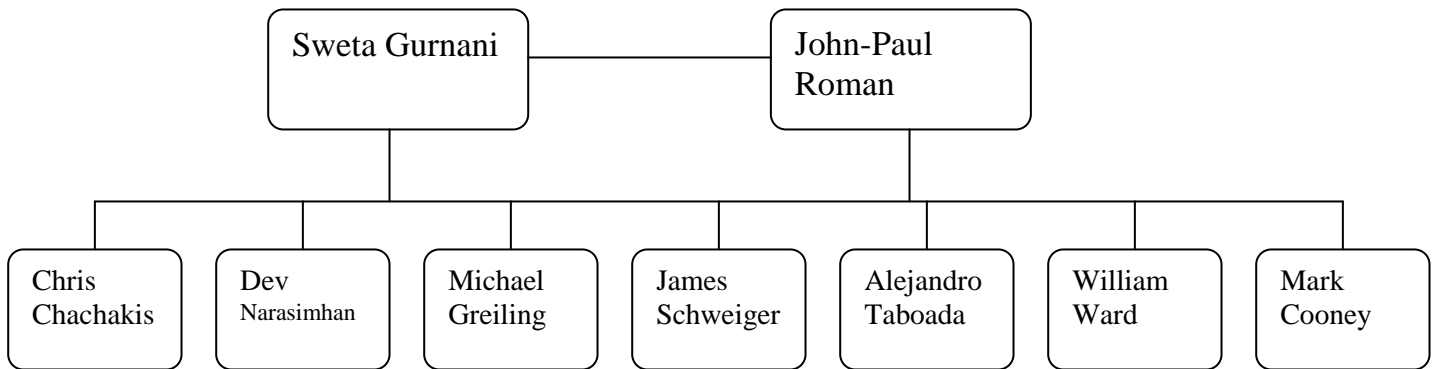 Sweta Gurnani
John-Paul
Roman
Chris
Chachakis
Dev
Narasimhan
Michael
Greiling
James
Schweiger
Alejandro
Taboada
William
Ward
Mark
Cooney